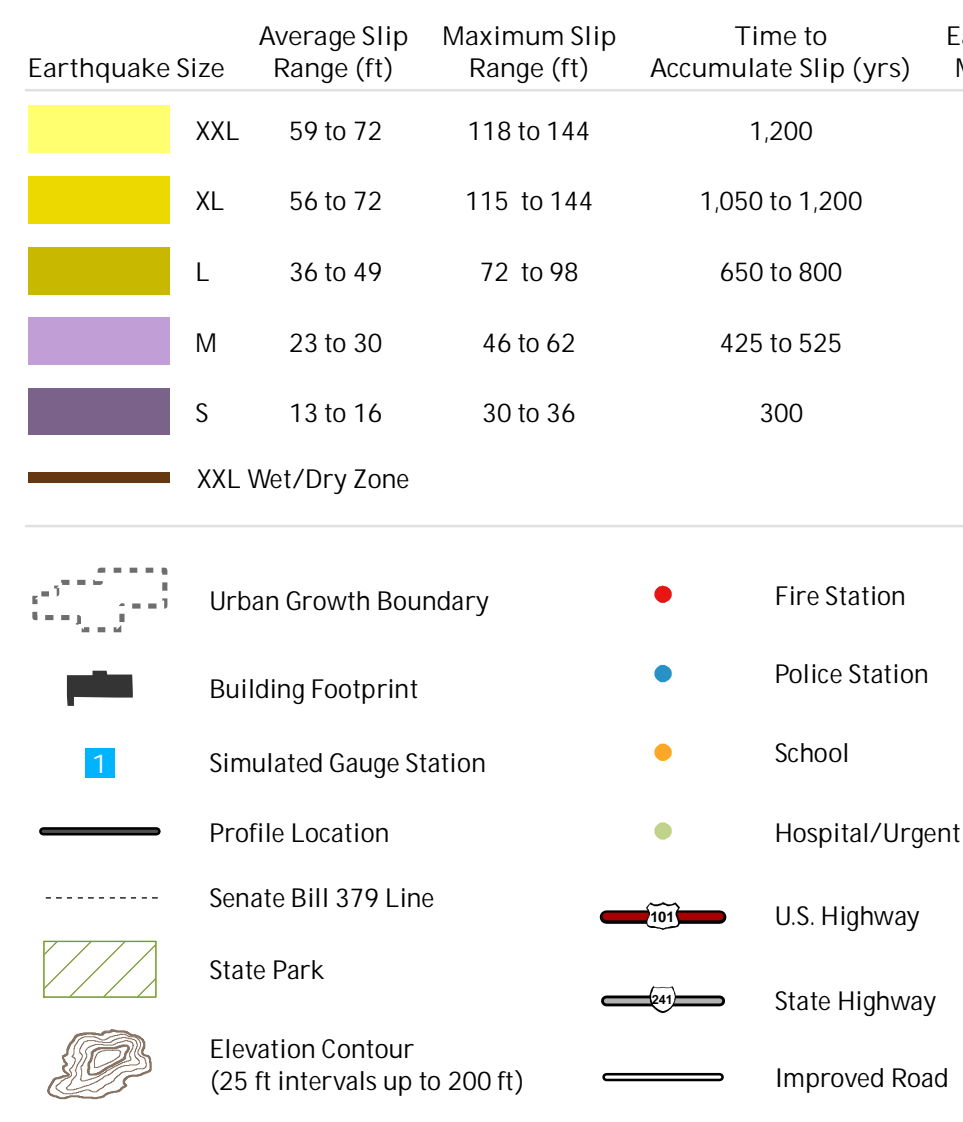 Average Slip Maximum Slip Time to
Earthquake Size Range (ft) Range (ft) Accumulate Slip (yrs)
XXL 59 to 72 118 to 144 1,200
XL 56 to 72 115 to 144 1,050 to 1,200
L 36 to 49 72 to 98 650 to 800
M 23 to 30 46 to 62 425 to 525
S 13 to 16 30 to 36 300
XXL Wet/Dry Zone
Urban Growth Boundary
Building Footprint
1 Simulated Gauge Station
Profile Location
Senate Bill 379 Line
State Park
Elevation Contour
(25 ft intervals up to 200 ft)
Fire Station
Police Station
School
Hospital/Urgent
101 U.S. Highway
241 State Highway
Improved Road